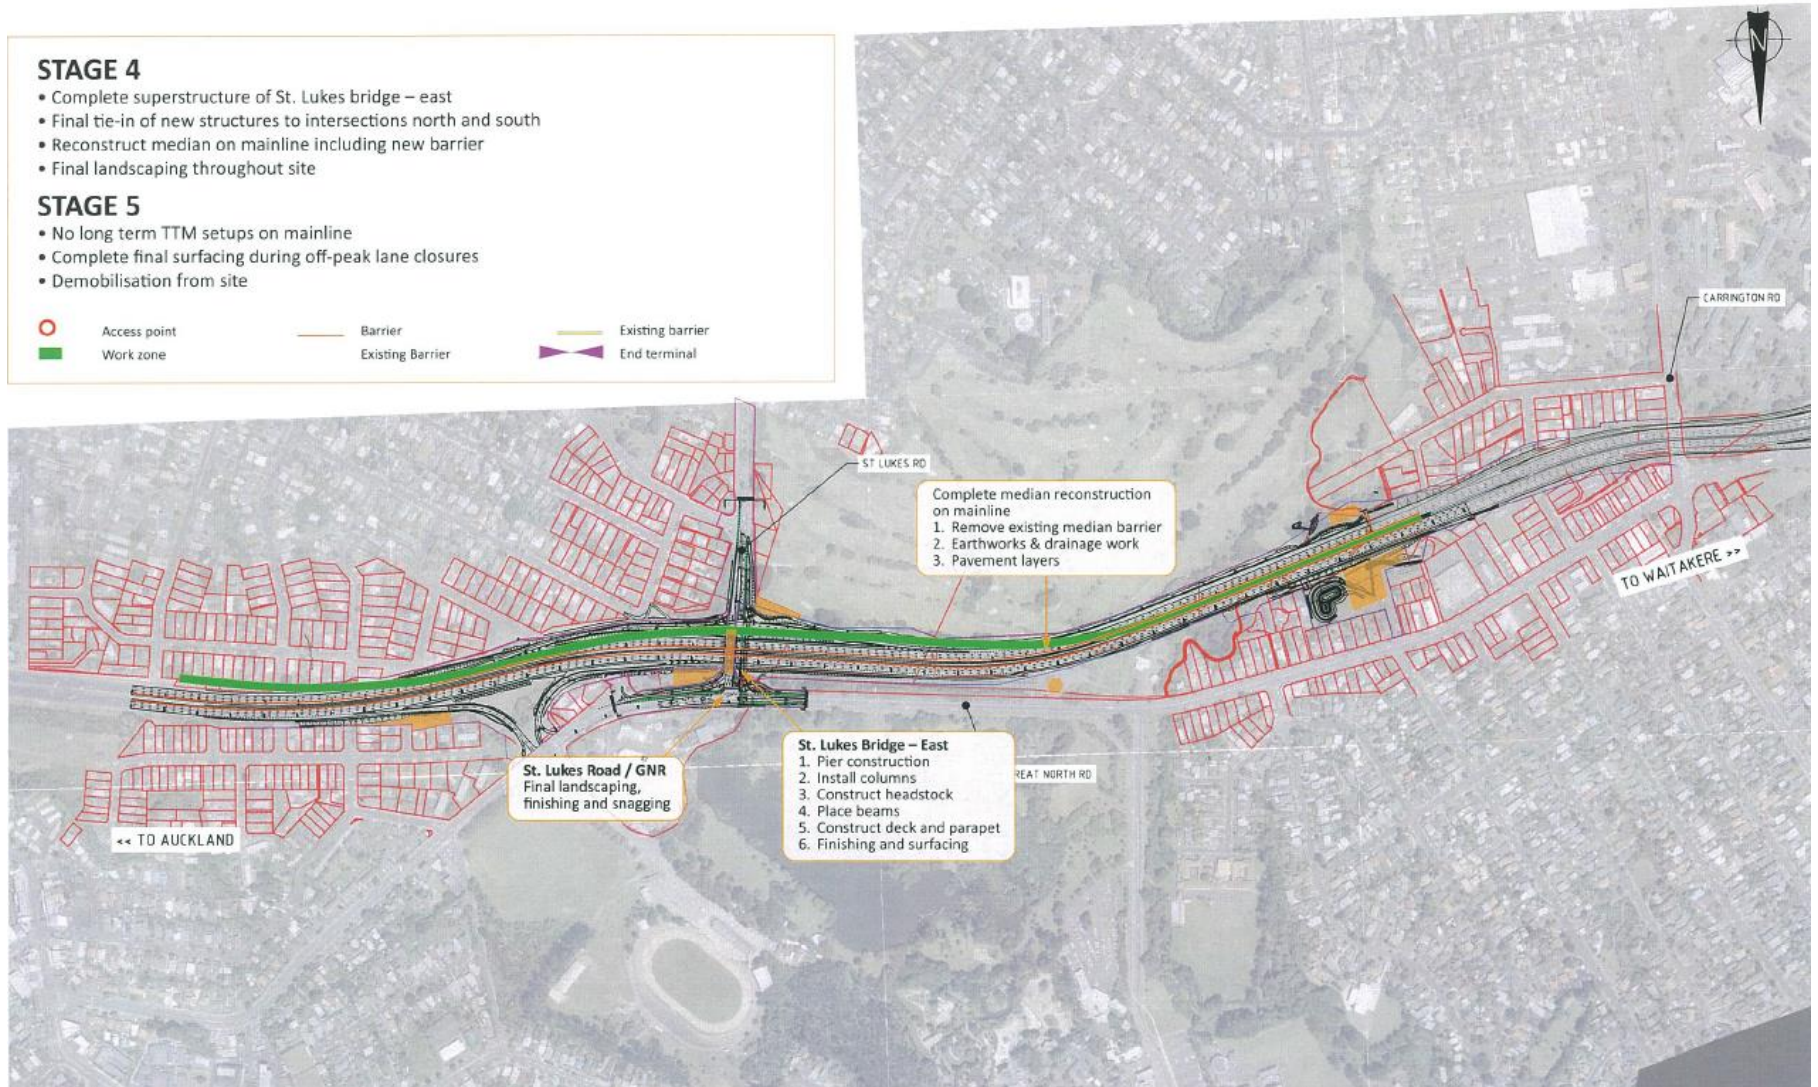 STAGE 4
• Complete superstructure of St. Lukes bridge – east
• Final tie-in of new structures to intersections north and south
• Reconstruct median on mainline including new barrier
• Final landscaping throughout site
STAGE 5
• No long term TTM setups on mainline
• Complete final surfacing during off-peak lane closures
• Demobilisation from site
Access point
Barrier
Existing barrier
Work zone
Existing Barrier
End terminal
N
CARRINGTON RD
ST LUKES RD
Complete median reconstruction
on mainline
1. Remove existing median barrier
2. Earthworks & drainage work
3. Pavement layers
TO WAITAKERE >>
St. Lukes Bridge – East
1. Pier construction
2. Install columns
3. Construct headstock
4. Place beams
5. Construct deck and parapet
6. Finishing and surfacing
REAT NORTH RD
St. Lukes Road / GNR
Final landscaping,
finishing and snagging
<< TO AUCKLAND